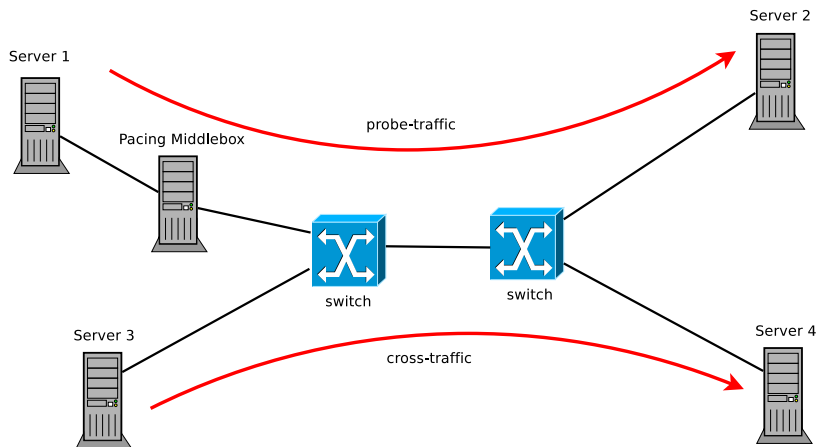 Server 2
Server 1
probe-traffic
Pacing Middlebox
switch
switch
Server 3
Server 4
cross-traffic